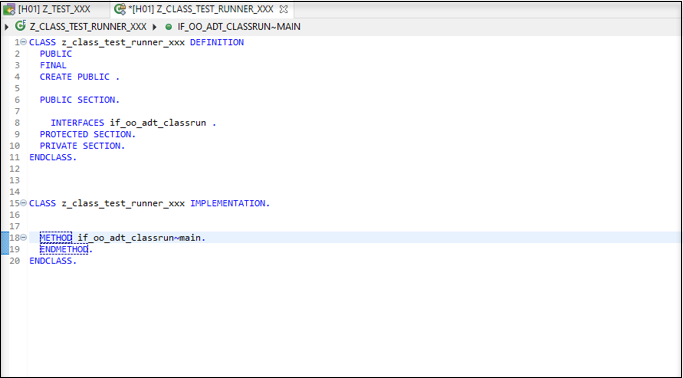 [H01] Z_TEST_XXX *[H01] Z_CLASS_TEST_RUNNER_XXX
Z_CLASS_TEST_RUNNER_XXX IF_OO_ADT_CLASSRUN~MAIN
1 CLASS z_class_test_runner_xxx DEFINITION
2 PUBLIC
3 FINAL
4 CREATE PUBLIC .
5
6 PUBLIC SECTION.
7
8 INTERFACES if_oo_adt_classrun .
9 PROTECTED SECTION.
10 PRIVATE SECTION.
11 ENDCLASS.
12
13
14
15 CLASS z_class_test_runner_xxx IMPLEMENTATION.
16
17
18 METHOD if_oo_adt_classrun~main.
19 ENDMETHOD.
20 ENDCLASS.